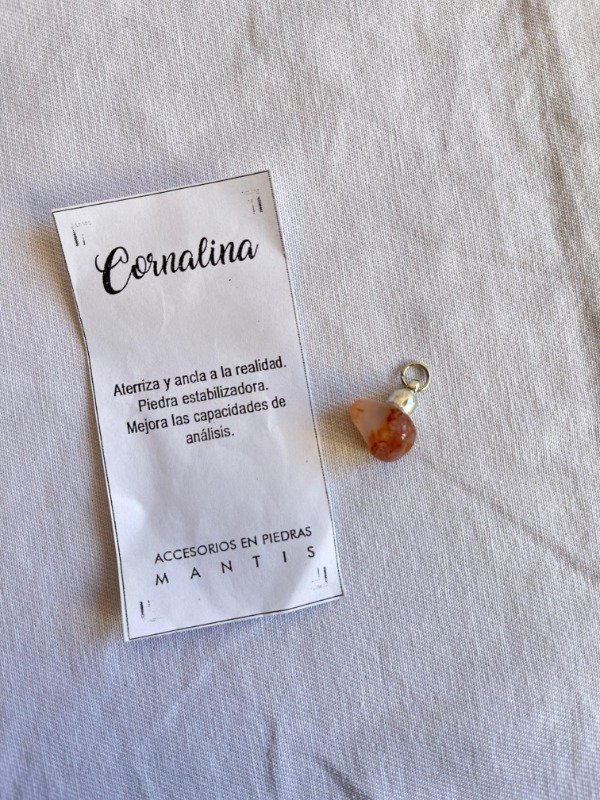 Cornalina
Aterriza y ancla a la realidad.
Piedra estabilizadora.
Mejora las capacidades de
análisis.
ACCESORIOS EN PIEDRAS
MANTIS